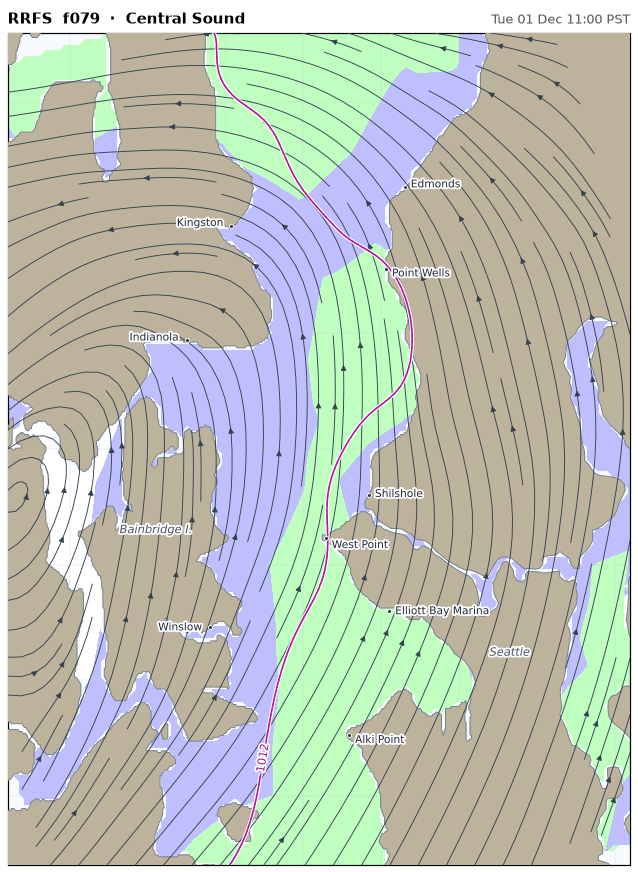 RRFS f079 · Central Sound
Tue 01 Dec 11:00 PST
Edmonds
Kingston
Point Wells
Indianola
Shilshole
Bainbridge I.
West Point
Elliott Bay Marina
Winslow
Seattle
Alki Point
1012